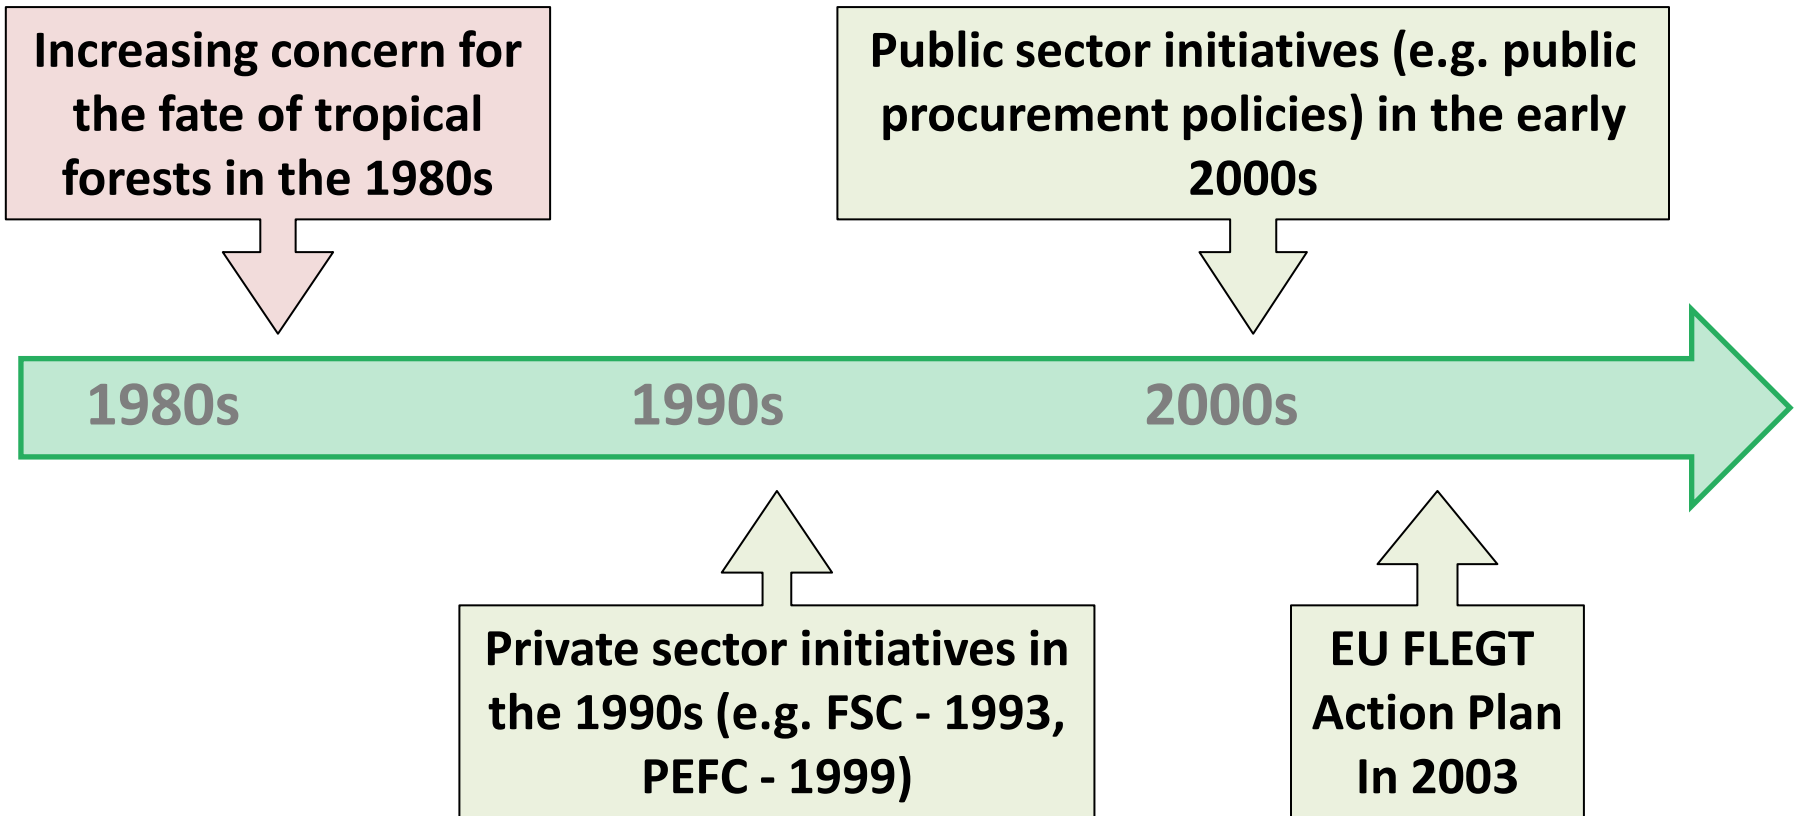 Increasing concern for
the fate of tropical
forests in the 1980s
Public sector initiatives (e.g. public
procurement policies) in the early
2000s
1980s
1990s
2000s
Private sector initiatives in
the 1990s (e.g. FSC - 1993,
PEFC - 1999)
EU FLEGT
Action Plan
In 2003